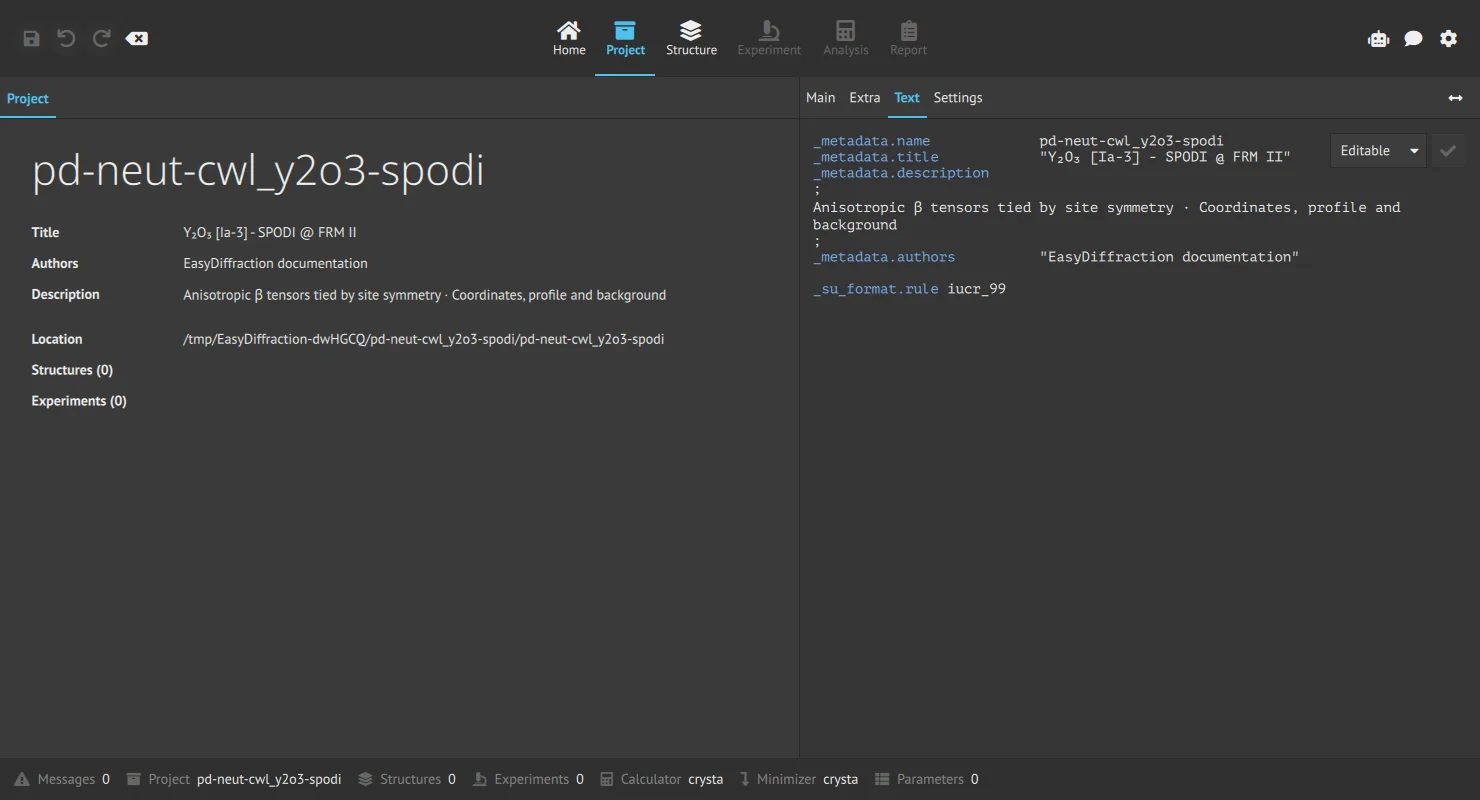 Home
Project
Structure
Experiment
Analysis
Report
Project
Main Extra Text Settings
pd-neut-cwl_y2o3-spodi
Title Y₂O₃ [Ia-3] - SPODI @ FRM II
Authors EasyDiffraction documentation
Description Anisotropic β tensors tied by site symmetry · Coordinates, profile and background
Location /tmp/EasyDiffraction-dwHGCQ/pd-neut-cwl_y2o3-spodi/pd-neut-cwl_y2o3-spodi
Structures (0)
Experiments (0)
_metadata.name pd-neut-cwl_y2o3-spodi
_metadata.title "Y₂O₃ [Ia-3] - SPODI @ FRM II"
_metadata.description
;
Anisotropic β tensors tied by site symmetry · Coordinates, profile and
background
;
_metadata.authors "EasyDiffraction documentation"
_su_format.rule iucr_99
Editable
Messages 0 Project pd-neut-cwl_y2o3-spodi Structures 0 Experiments 0 Calculator crysta Minimizer crysta Parameters 0